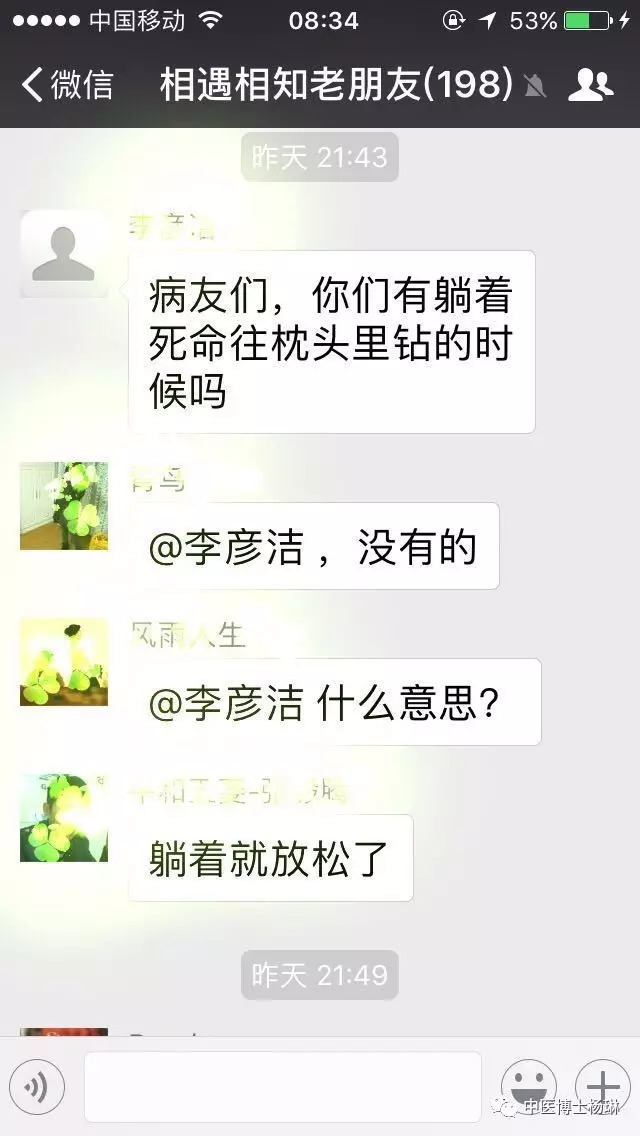 中国移动 08:34 53%
微信 相遇相知老朋友(198)
昨天 21:43
李彦洁
病友们，你们有躺着
死命往枕头里钻的时
候吗
青鸟
@李彦洁 ，没有的
风雨人生
@李彦洁 什么意思?
躺着就放松了
昨天 21:49
中医博士杨琳